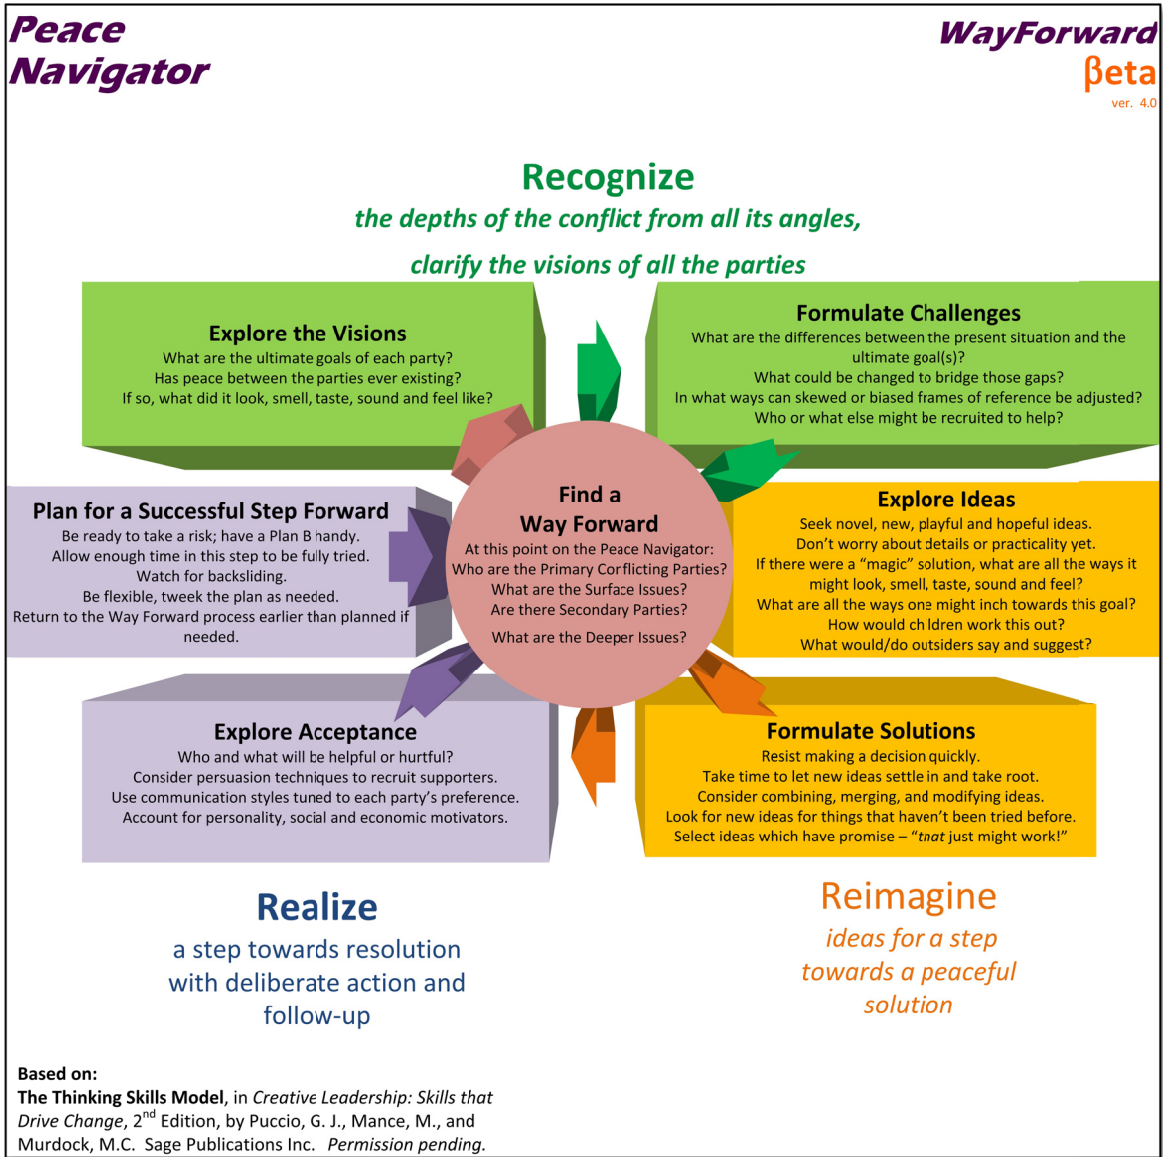 Peace
Navigator
WayForward
βeta
ver. 4.0
Recognize
the depths of the conflict from all its angles,
clarify the visions of all the parties
Explore the Visions
What are the ultimate goals of each party?
Has peace between the parties ever existing?
If so, what did it look, smell, taste, sound and feel like?
Formulate Challenges
What are the differences between the present situation and the
ultimate goal(s)?
What could be changed to bridge those gaps?
In what ways can skewed or biased frames of reference be adjusted?
Who or what else might be recruited to help?
Plan for a Successful Step Forward
Be ready to take a risk; have a Plan B handy.
Allow enough time in this step to be fully tried.
Watch for backsliding.
Be flexible, tweek the plan as needed.
Return to the Way Forward process earlier than planned if
needed.
Find a
Way Forward
At this point on the Peace Navigator:
Who are the Primary Conflicting Parties?
What are the Surface Issues?
Are there Secondary Parties?
What are the Deeper Issues?
Explore Ideas
Seek novel, new, playful and hopeful ideas.
Don't worry about details or practicality yet.
If there were a “magic” solution, what are all the ways it
might look, smell, taste, sound and feel?
What are all the ways one might inch towards this goal?
How would children work this out?
What would/do outsiders say and suggest?
Explore Acceptance
Who and what will be helpful or hurtful?
Consider persuasion techniques to recruit supporters.
Use communication styles tuned to each party's preference.
Account for personality, social and economic motivators.
Formulate Solutions
Resist making a decision quickly.
Take time to let new ideas settle in and take root.
Consider combining, merging, and modifying ideas.
Look for new ideas for things that haven't been tried before.
Select ideas which have promise – “that just might work!”
Realize
a step towards resolution
with deliberate action and
follow-up
Reimagine
ideas for a step
towards a peaceful
solution
Based on:
The Thinking Skills Model, in Creative Leadership: Skills that
Drive Change, 2nd Edition, by Puccio, G. J., Mance, M., and
Murdock, M.C. Sage Publications Inc. Permission pending.